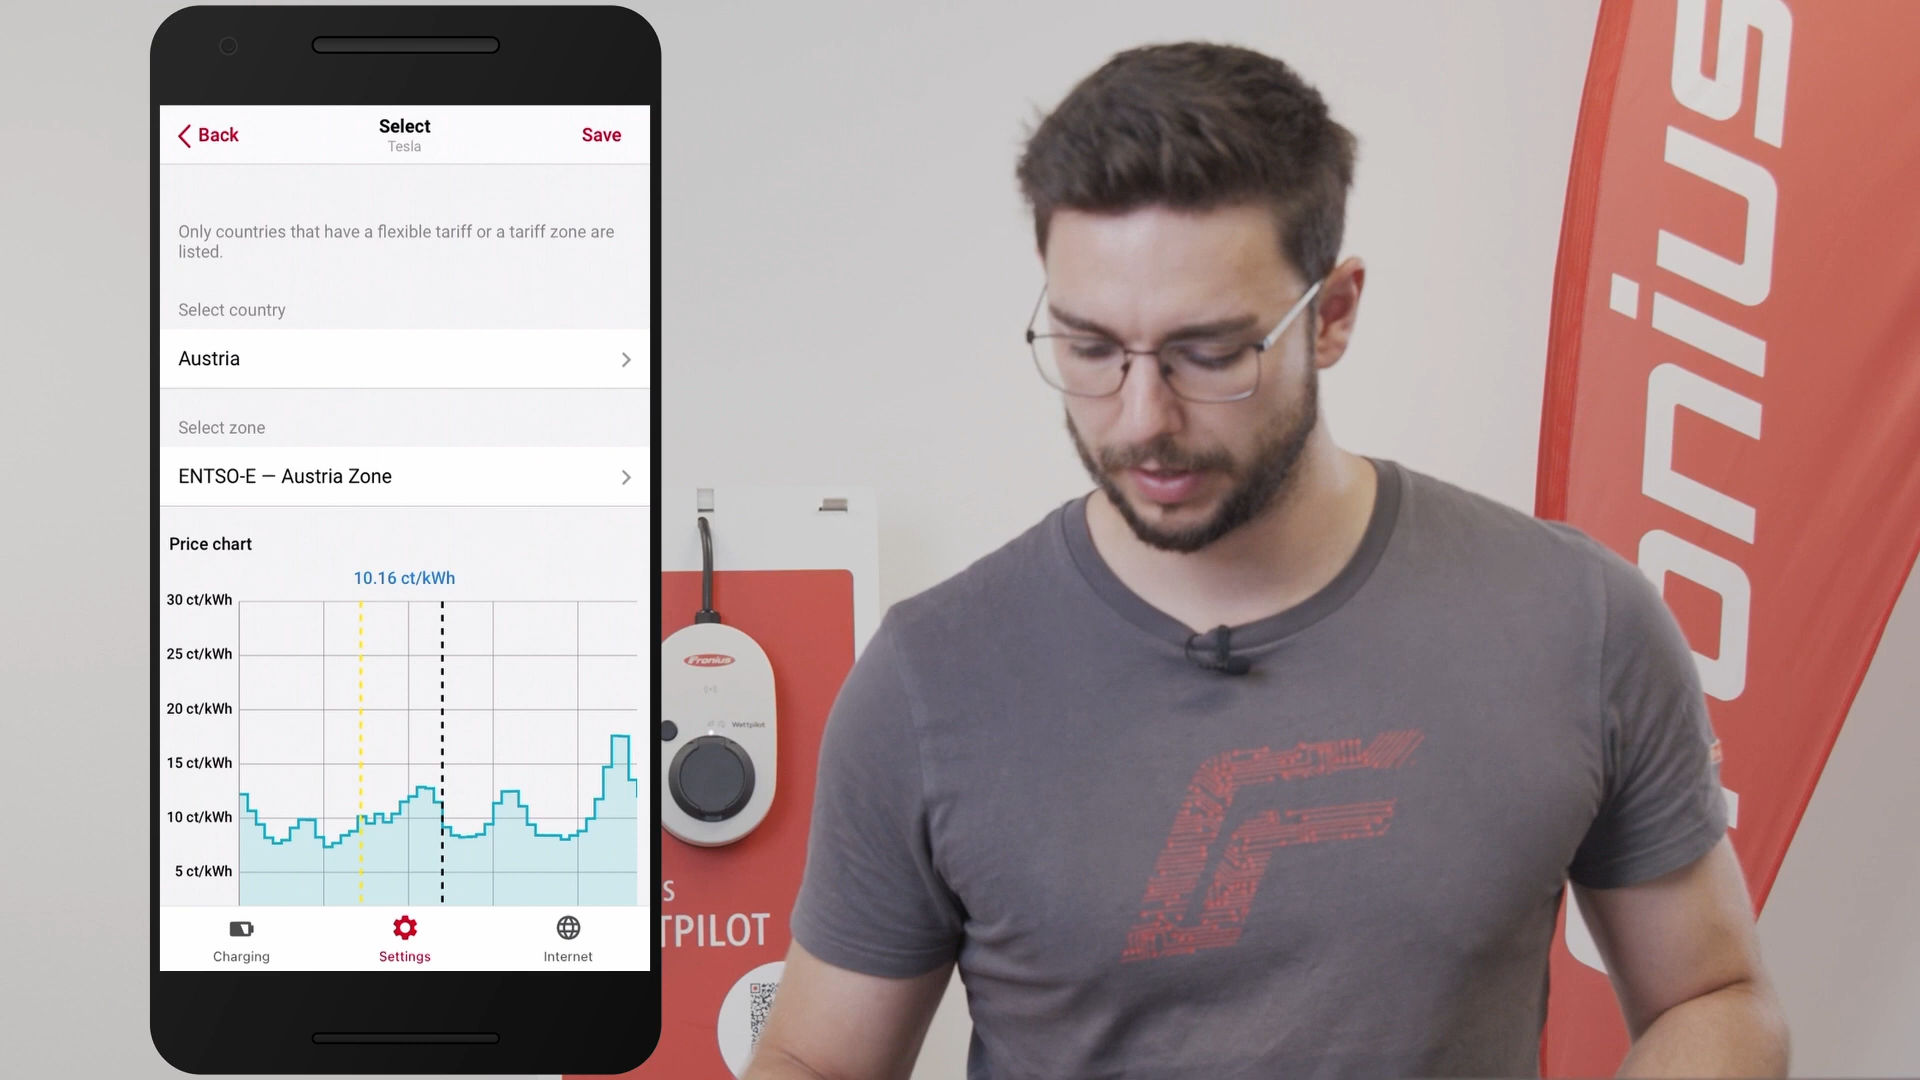 Back
Select
Tesla
Save
Only countries that have a flexible tariff or a tariff zone are
listed.
Select country
Austria
Select zone
ENTSO-E — Austria Zone
Price chart
10.16 ct/kWh
30 ct/kWh
25 ct/kWh
20 ct/kWh
15 ct/kWh
10 ct/kWh
5 ct/kWh
Charging
Settings
Internet
Fronius
Wattpilot
S
TPILOT
onius